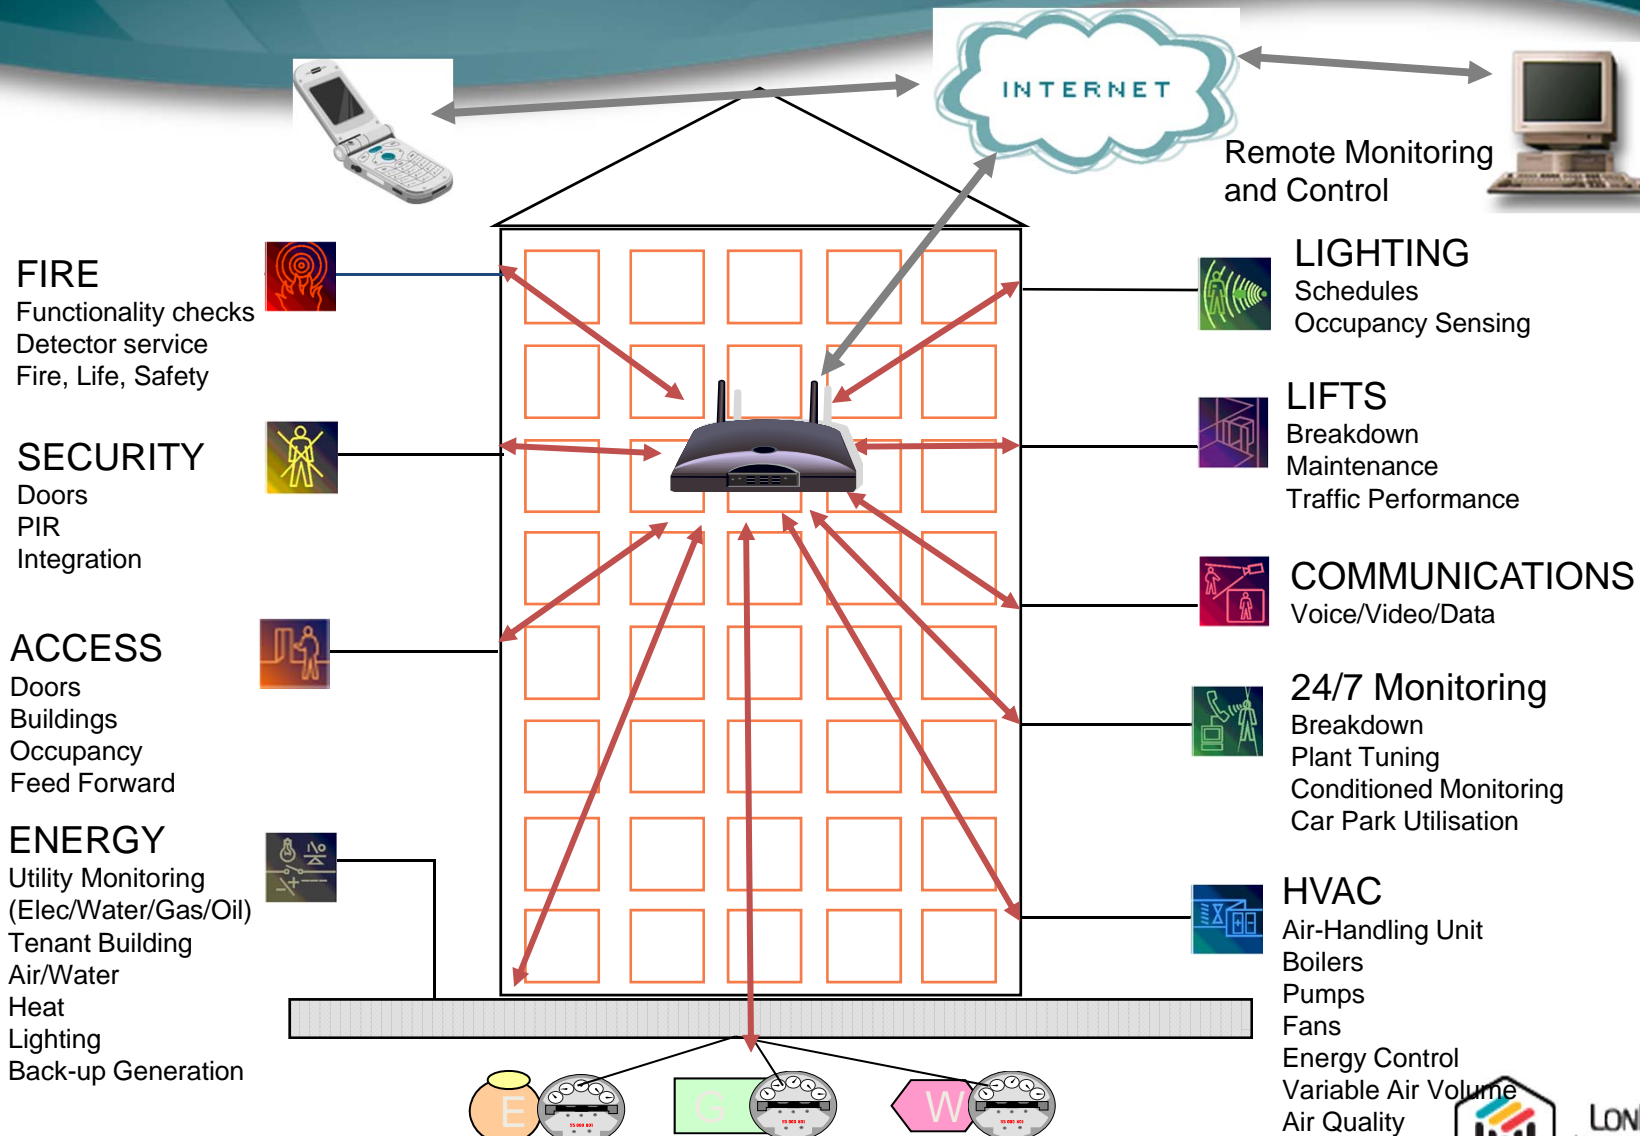 INTERNET
Remote Monitoring
and Control
FIRE
Functionality checks
Detector service
Fire, Life, Safety
SECURITY
Doors
PIR
Integration
ACCESS
Doors
Buildings
Occupancy
Feed Forward
ENERGY
Utility Monitoring
(Elec/Water/Gas/Oil)
Tenant Building
Air/Water
Heat
Lighting
Back-up Generation
LIGHTING
Schedules
Occupancy Sensing
LIFTS
Breakdown
Maintenance
Traffic Performance
COMMUNICATIONS
Voice/Video/Data
24/7 Monitoring
Breakdown
Plant Tuning
Conditioned Monitoring
Car Park Utilisation
HVAC
Air-Handling Unit
Boilers
Pumps
Fans
Energy Control
Variable Air Volume
Air Quality
E
G
W
LON